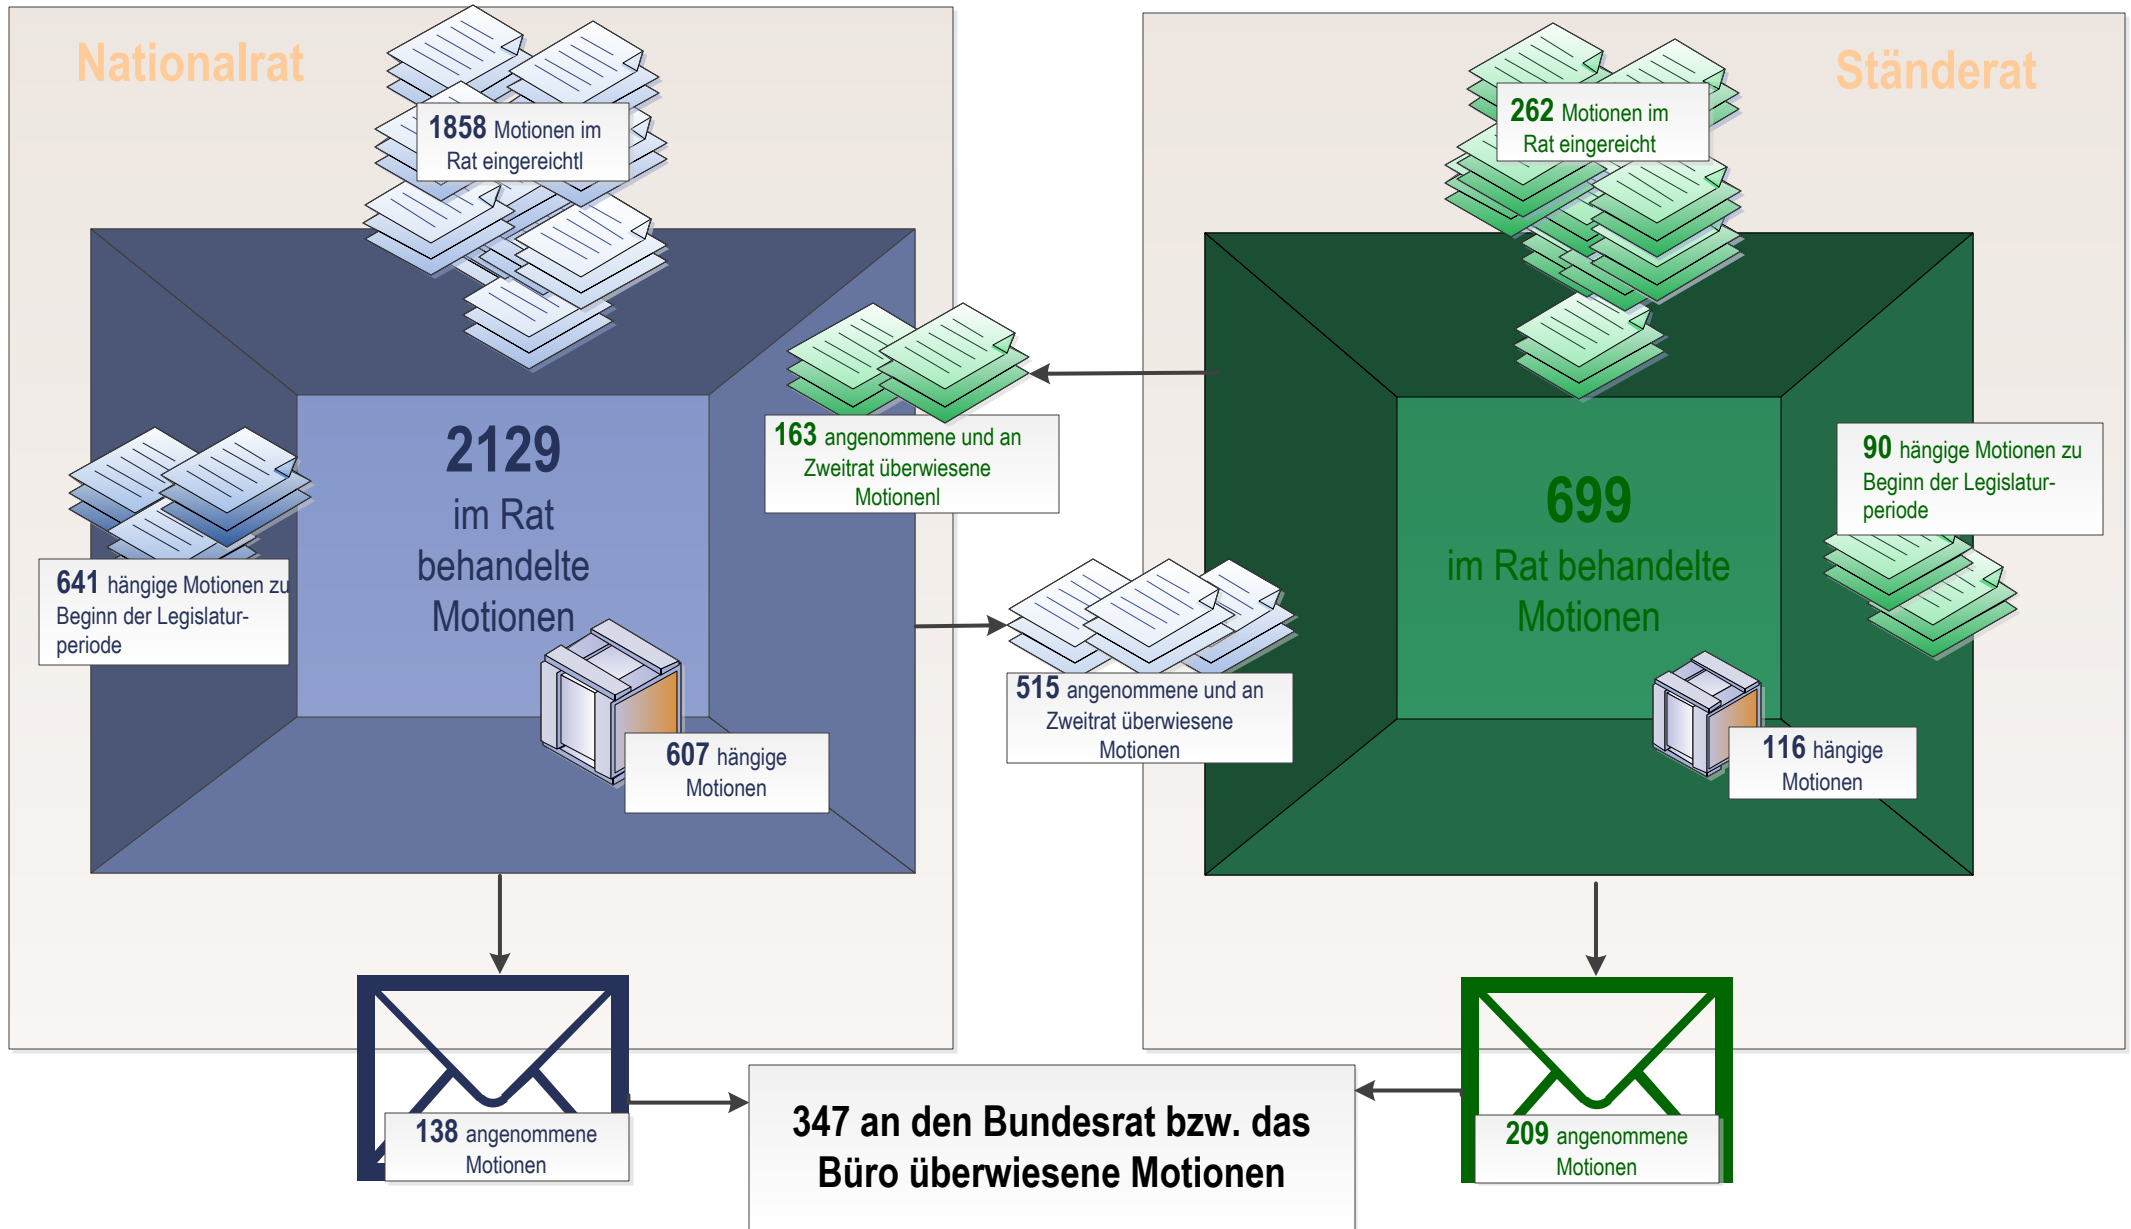 Nationalrat
1858 Motionen im
Rat eingereichtl
641 hängige Motionen zu
Beginn der Legislatur-
periode
2129
im Rat
behandelte
Motionen
607 hängige
Motionen
163 angenommene und an
Zweitrat überwiesene
Motionenl
515 angenommene und an
Zweitrat überwiesene
Motionen
Ständerat
262 Motionen im
Rat eingereicht
90 hängige Motionen zu
Beginn der Legislatur-
periode
699
im Rat behandelte
Motionen
116 hängige
Motionen
138 angenommene
Motionen
347 an den Bundesrat bzw. das
Büro überwiesene Motionen
209 angenommene
Motionen